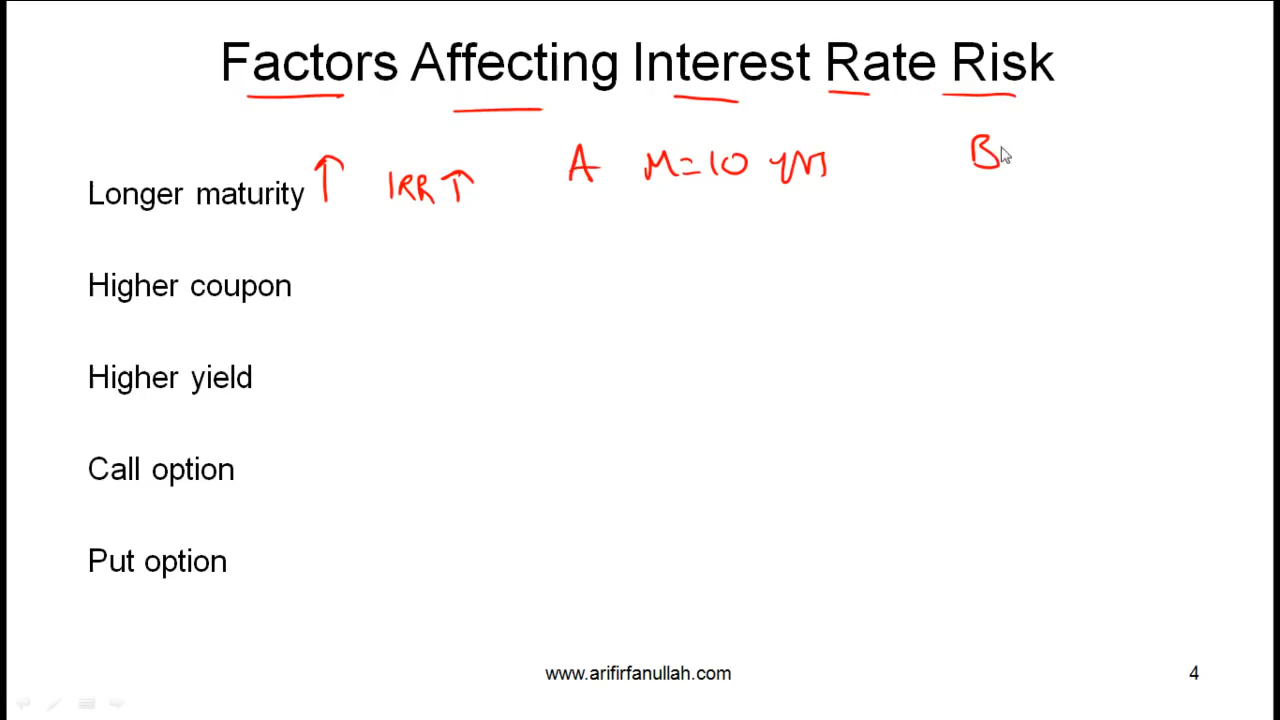 Factors Affecting Interest Rate Risk
Longer maturity ↑ IRR ↑ A M=10 yrs B
Higher coupon
Higher yield
Call option
Put option
www.arifirfanullah.com 4